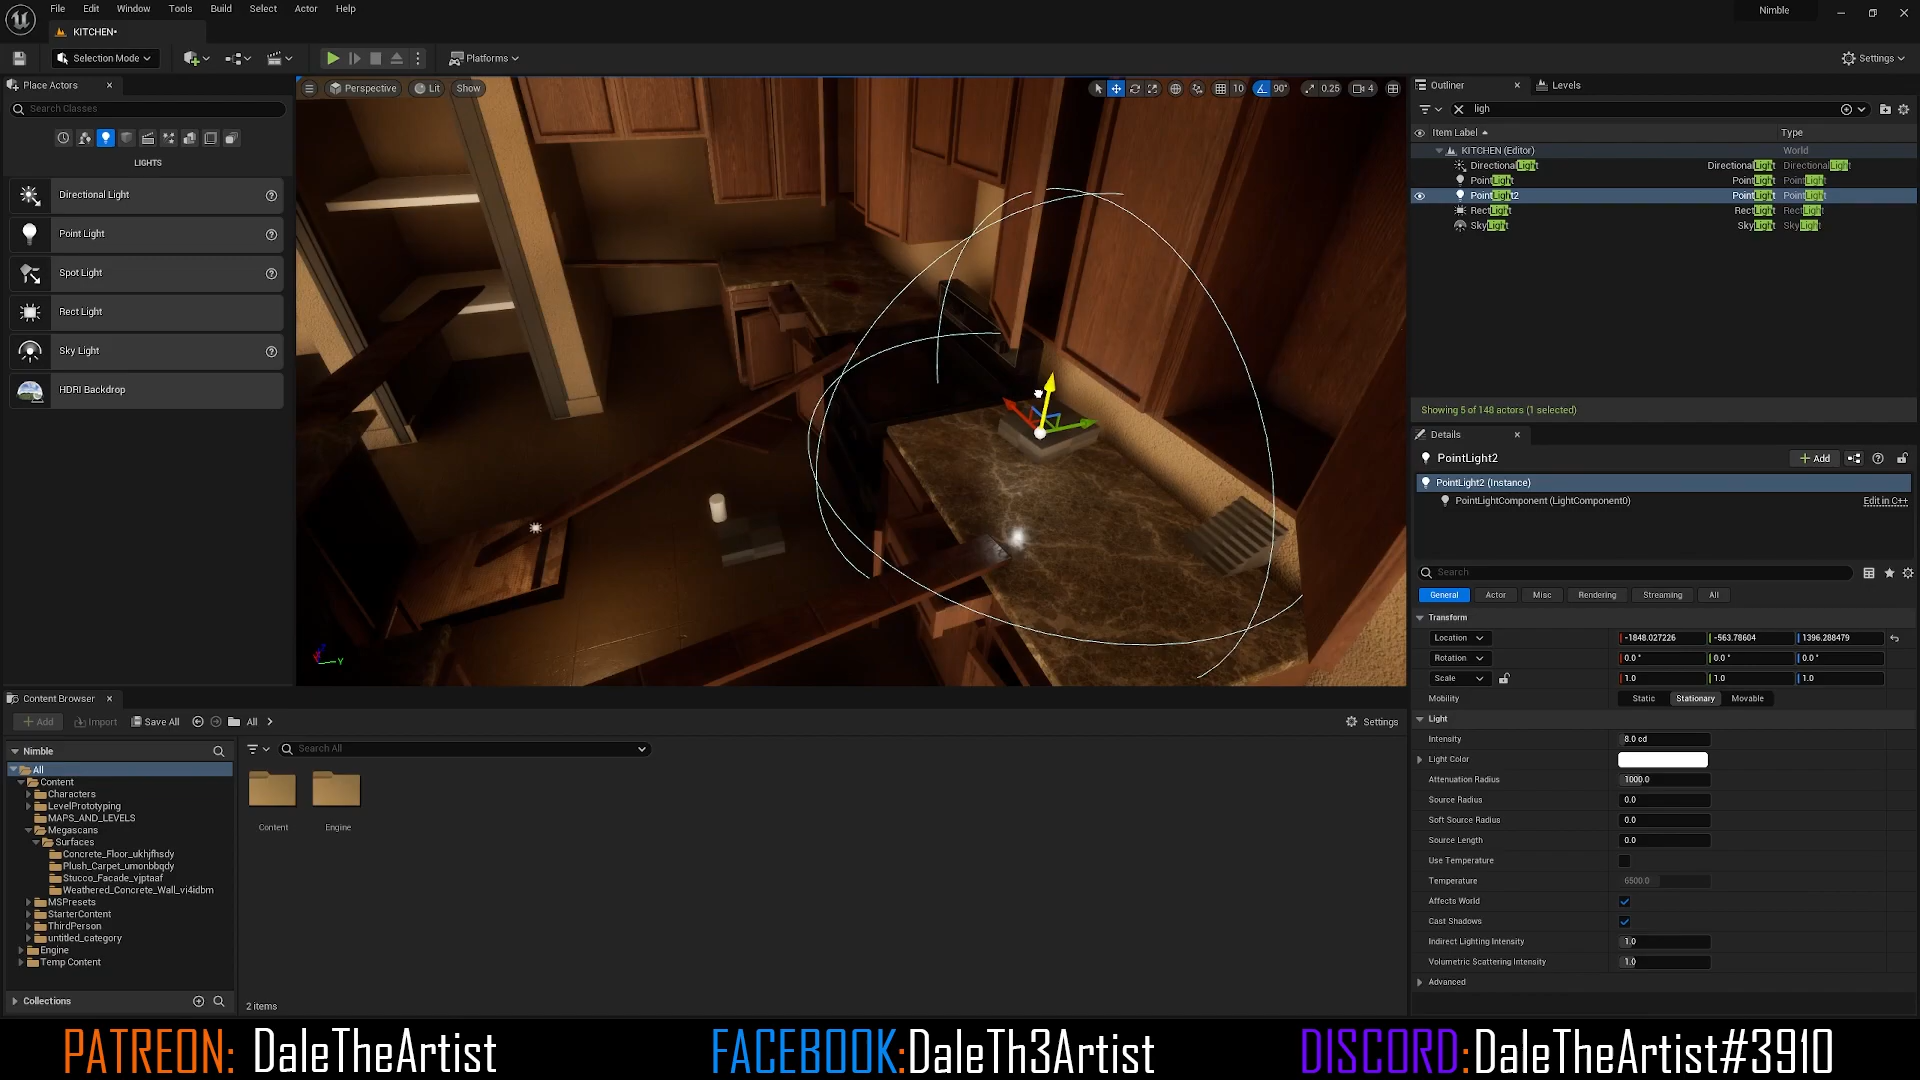 File Edit Window Tools Build Select Actor Help
Nimble
KITCHEN•
Selection Mode
Platforms
Settings
Place Actors
Search Classes
LIGHTS
Directional Light
Point Light
Spot Light
Rect Light
Sky Light
HDRI Backdrop
Perspective Lit Show
10 90° 0.25 4
Outliner Levels
ligh
Item Label Type
KITCHEN (Editor) World
DirectionalLight DirectionalLight DirectionalLight
PointLight PointLight PointLight
PointLight2 PointLight PointLight
RectLight RectLight RectLight
SkyLight SkyLight SkyLight
Showing 5 of 148 actors (1 selected)
Details
PointLight2
Add
PointLight2 (Instance)
PointLightComponent (LightComponent0) Edit in C++
Search
General Actor Misc Rendering Streaming All
Transform
Location -1848.027226 -563.78604 1396.288479
Rotation 0.0° 0.0° 0.0°
Scale 1.0 1.0 1.0
Mobility Static Stationary Movable
Light
Intensity 8.0 cd
Light Color
Attenuation Radius 1000.0
Source Radius 0.0
Soft Source Radius 0.0
Source Length 0.0
Use Temperature
Temperature 6500.0
Affects World
Cast Shadows
Indirect Lighting Intensity 1.0
Volumetric Scattering Intensity 1.0
Advanced
Content Browser
Add Import Save All All Settings
Nimble
Search All
All
Content
Characters
LevelPrototyping
MAPS_AND_LEVELS
Megascans
Surfaces
Concrete_Floor_ukhjfhsdy
Plush_Carpet_umonbbqdy
Stucco_Facade_vjptaaf
Weathered_Concrete_Wall_vi4idbm
MSPresets
StarterContent
ThirdPerson
untitled_category
Engine
Temp Content
Collections
Content Engine
2 items
Y
PATREON: DaleTheArtist FACEBOOK:DaleTh3Artist DISCORD:DaleTheArtist#3910